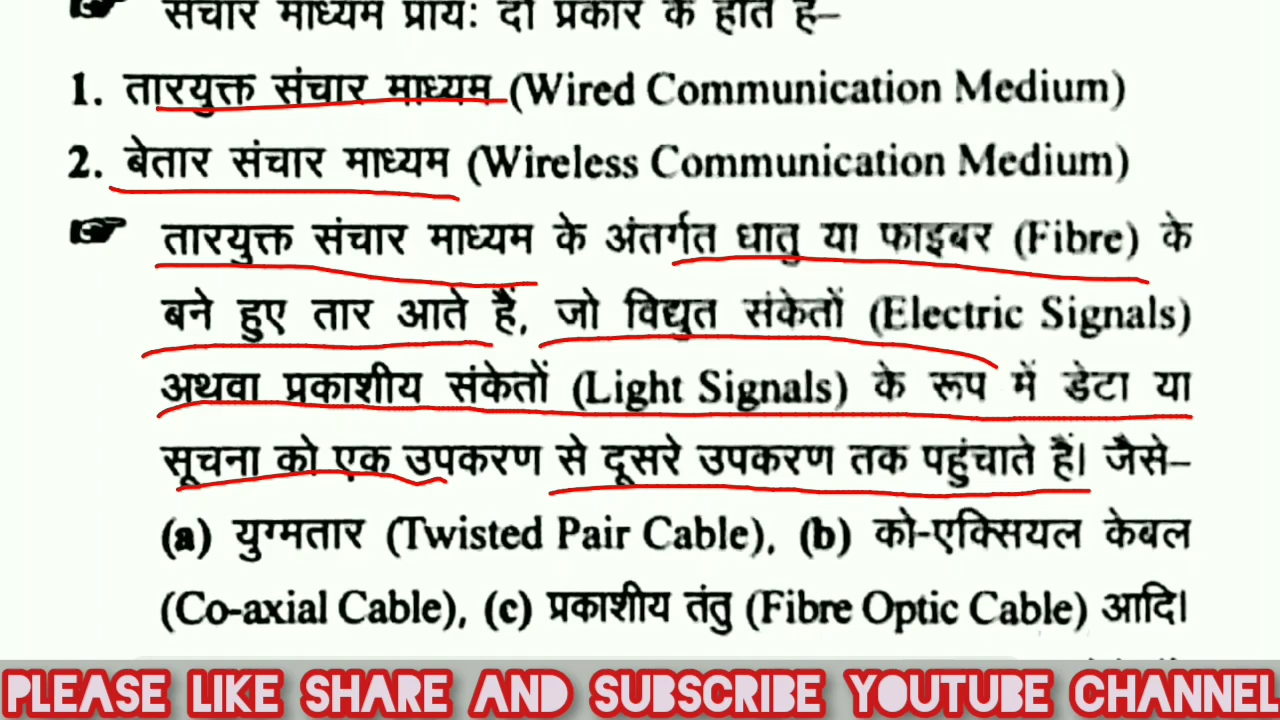 ☞ संचार माध्यम प्रायः दो प्रकार के होते हैं–
1. तारयुक्त संचार माध्यम (Wired Communication Medium)
2. बेतार संचार माध्यम (Wireless Communication Medium)
☞ तारयुक्त संचार माध्यम के अंतर्गत धातु या फाइबर (Fibre) के
बने हुए तार आते हैं, जो विद्युत संकेतों (Electric Signals)
अथवा प्रकाशीय संकेतों (Light Signals) के रूप में डेटा या
सूचना को एक उपकरण से दूसरे उपकरण तक पहुंचाते हैं। जैसे–
(a) युग्मतार (Twisted Pair Cable), (b) को-एक्सियल केबल
(Co-axial Cable), (c) प्रकाशीय तंतु (Fibre Optic Cable) आदि।
PLEASE LIKE SHARE AND SUBSCRIBE YOUTUBE CHANNEL